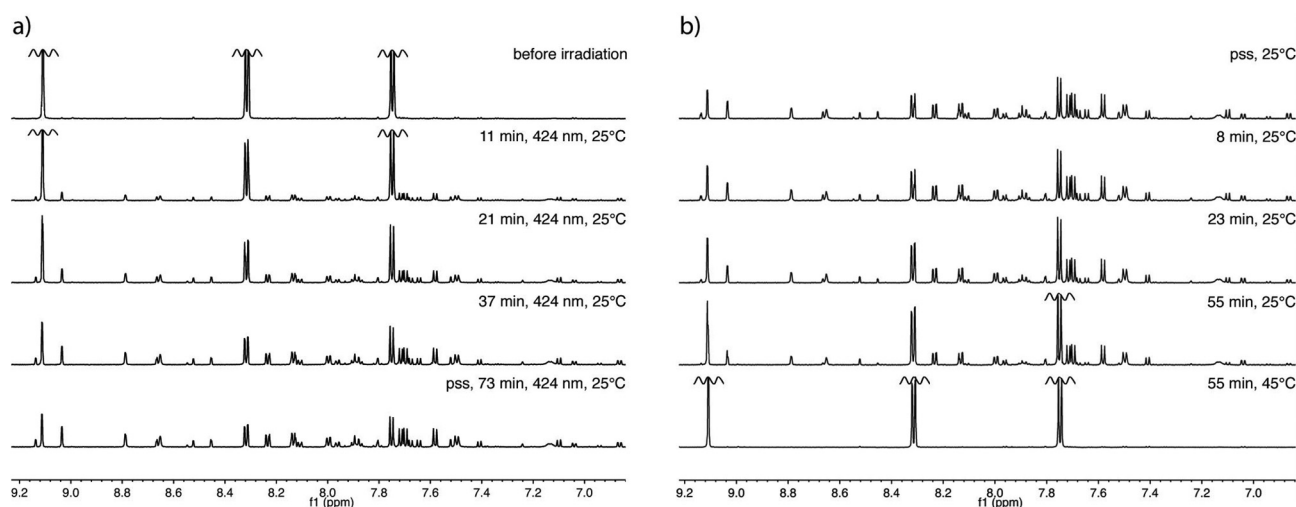 a)
before irradiation
11 min, 424 nm, 25°C
21 min, 424 nm, 25°C
37 min, 424 nm, 25°C
pss, 73 min, 424 nm, 25°C
9.2 9.0 8.8 8.6 8.4 8.2 8.0 7.8 7.6 7.4 7.2 7.0
f1 (ppm)
b)
pss, 25°C
8 min, 25°C
23 min, 25°C
55 min, 25°C
55 min, 45°C
9.2 9.0 8.8 8.6 8.4 8.2 8.0 7.8 7.6 7.4 7.2 7.0
f1 (ppm)